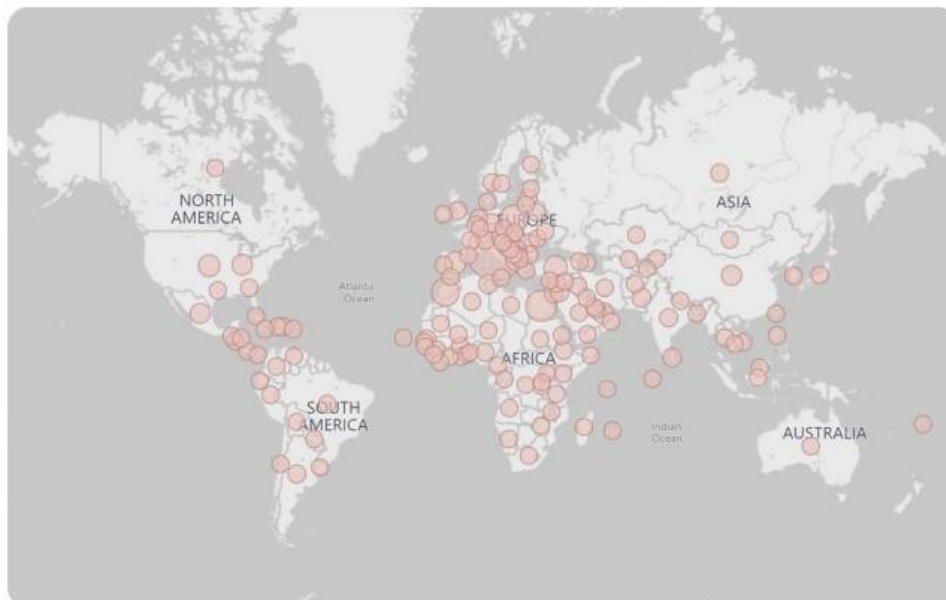 NORTH
AMERICA
EUROPE
ASIA
Atlantic
Ocean
AFRICA
SOUTH
AMERICA
Indian
Ocean
AUSTRALIA